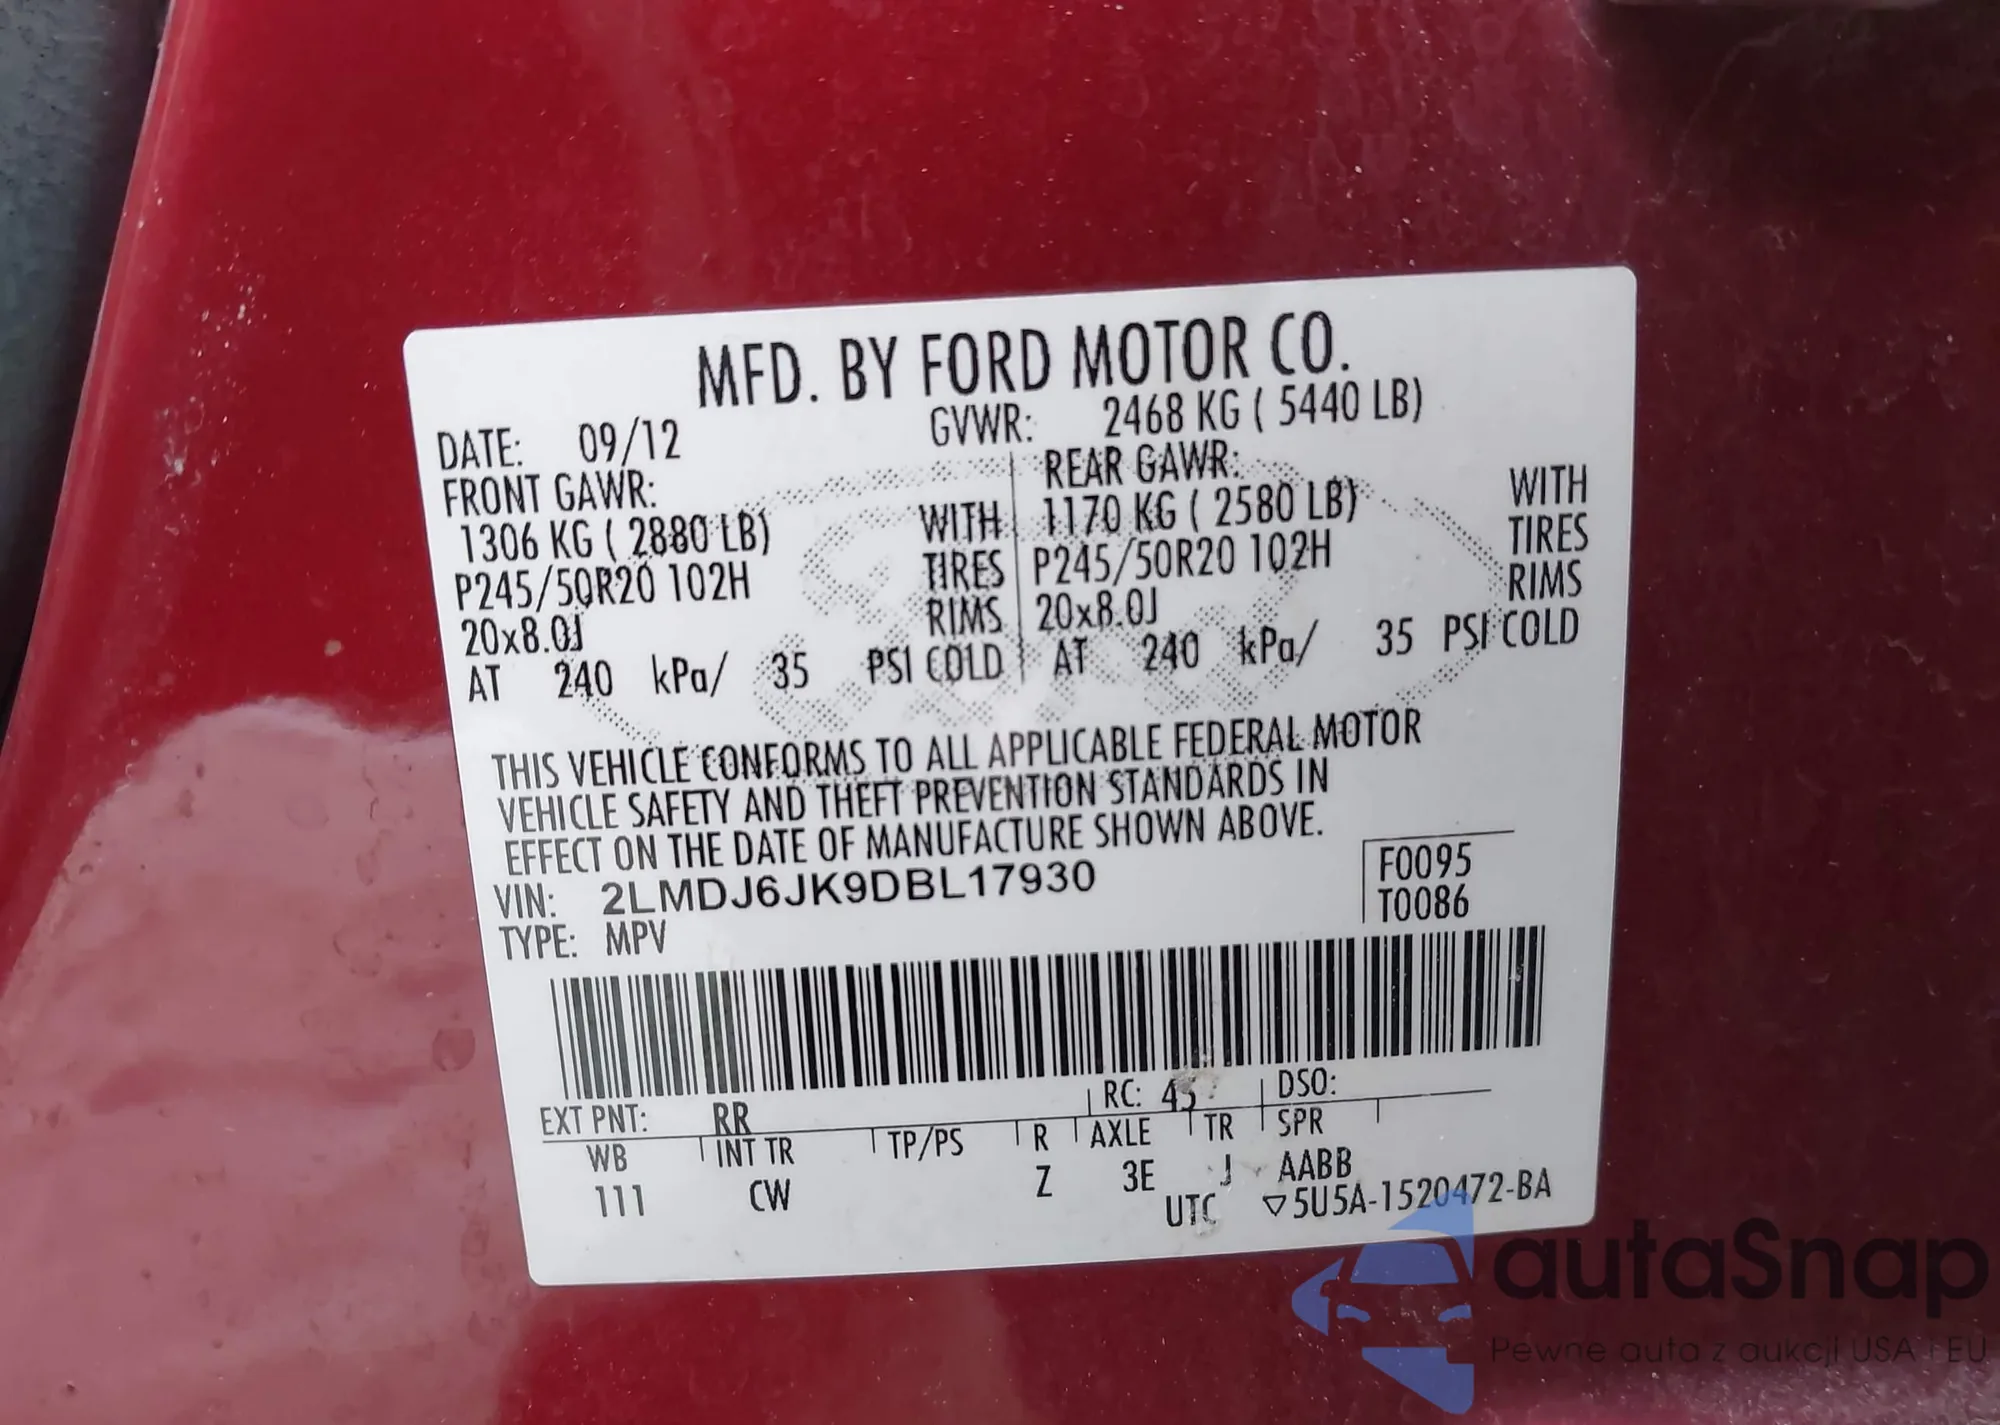 MFD. BY FORD MOTOR CO.
DATE: 09/12 GVWR: 2468 KG ( 5440 LB)
FRONT GAWR: REAR GAWR:
1306 KG ( 2880 LB) WITH 1170 KG ( 2580 LB) WITH
P245/50R20 102H TIRES P245/50R20 102H TIRES
20x8.0J RIMS 20x8.0J RIMS
AT 240 kPa/ 35 PSI COLD AT 240 kPa/ 35 PSI COLD
THIS VEHICLE CONFORMS TO ALL APPLICABLE FEDERAL MOTOR
VEHICLE SAFETY AND THEFT PREVENTION STANDARDS IN
EFFECT ON THE DATE OF MANUFACTURE SHOWN ABOVE.
VIN: 2LMDJ6JK9DBL17930 F0095
TYPE: MPV T0086
EXT PNT: RR RC: 45 DSO:
WB INT TR TP/PS R AXLE TR SPR
111 CW Z 3E J AABB
UTC ▽5U5A-1520472-BA
autaSnap
Pewne auta z aukcji USA i EU